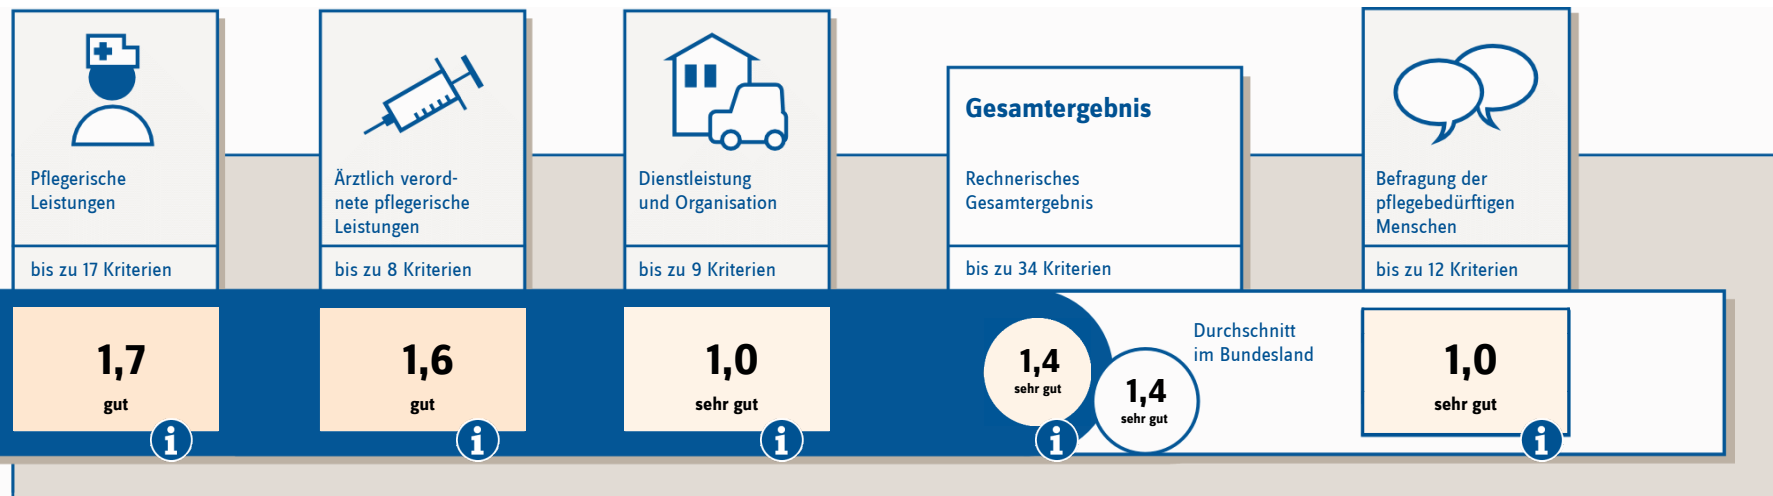 Pflegerische
Leistungen
bis zu 17 Kriterien
1,7
gut
Ärztlich verord-
nete pflegerische
Leistungen
bis zu 8 Kriterien
1,6
gut
Dienstleistung
und Organisation
bis zu 9 Kriterien
1,0
sehr gut
Gesamtergebnis
Rechnerisches
Gesamtergebnis
bis zu 34 Kriterien
1,4
sehr gut
Durchschnitt
im Bundesland
1,4
sehr gut
Befragung der
pflegebedürftigen
Menschen
bis zu 12 Kriterien
1,0
sehr gut